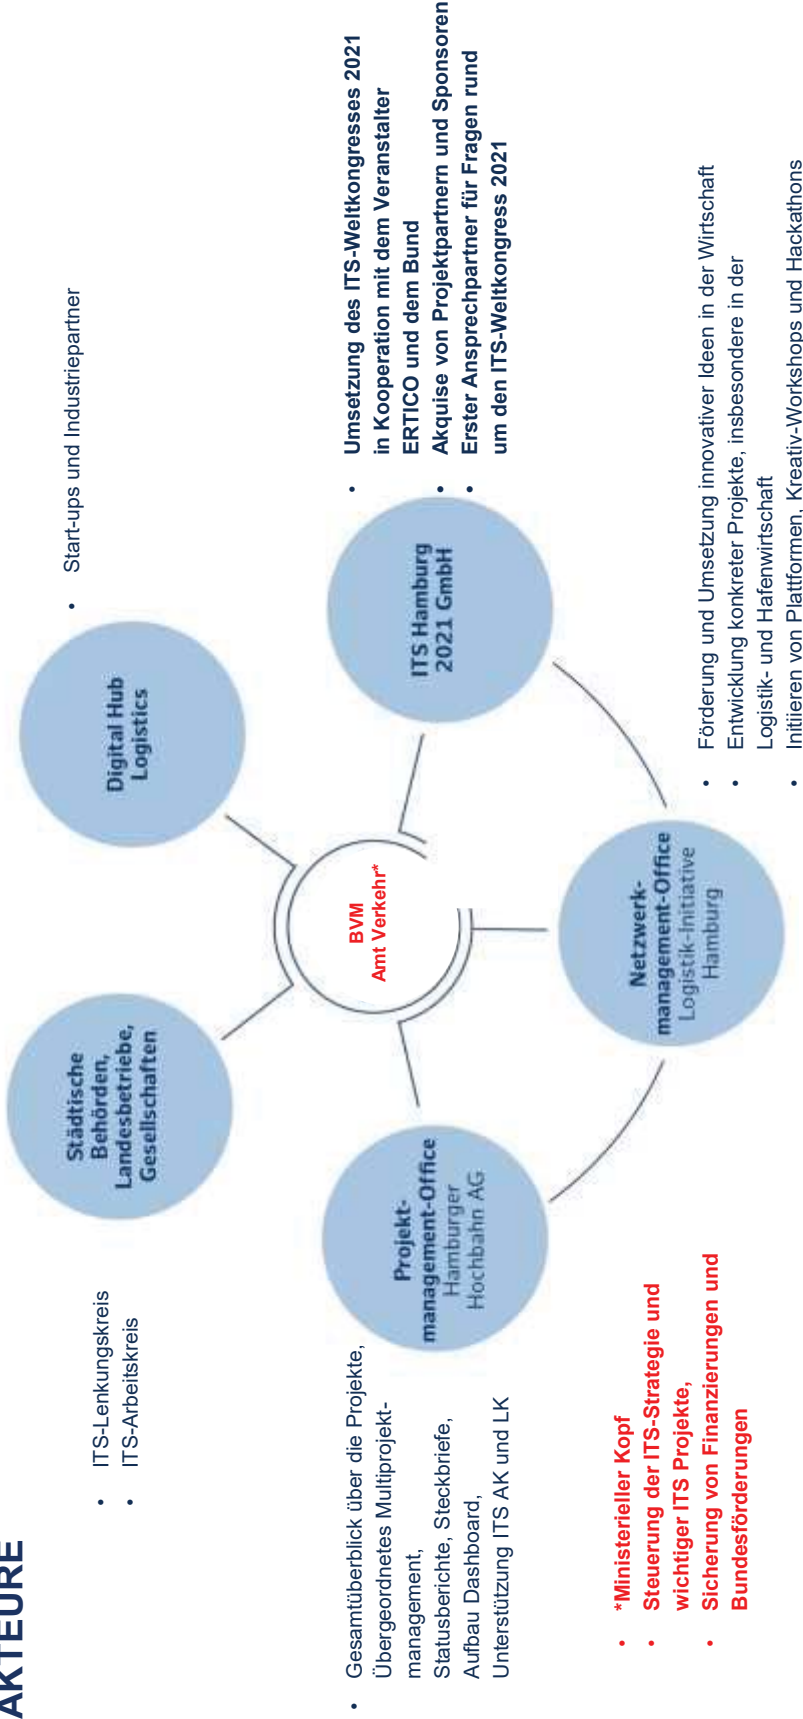 AKTEURE
• ITS-Lenkungskreis
• ITS-Arbeitskreis
Städtische
Behörden,
Landesbetriebe,
Gesellschaften
Digital Hub
Logistics
• Start-ups und Industriepartner
• Gesamtüberblick über die Projekte,
Übergeordnetes Multiprojekt-
management,
Statusberichte, Steckbriefe,
Aufbau Dashboard,
Unterstützung ITS AK und LK
Projekt-
management-Office
Hamburger
Hochbahn AG
BVM
Amt Verkehr*
ITS Hamburg
2021 GmbH
• Umsetzung des ITS-Weltkongresses 2021
in Kooperation mit dem Veranstalter
ERTICO und dem Bund
• Akquise von Projektpartnern und Sponsoren
• Erster Ansprechpartner für Fragen rund
um den ITS-Weltkongress 2021
• *Ministerieller Kopf
• Steuerung der ITS-Strategie und
wichtiger ITS Projekte,
• Sicherung von Finanzierungen und
Bundesförderungen
Netzwerk-
management-Office
Logistik-Initiative
Hamburg
• Förderung und Umsetzung innovativer Ideen in der Wirtschaft
• Entwicklung konkreter Projekte, insbesondere in der
Logistik- und Hafenwirtschaft
• Initiieren von Plattformen, Kreativ-Workshops und Hackathons